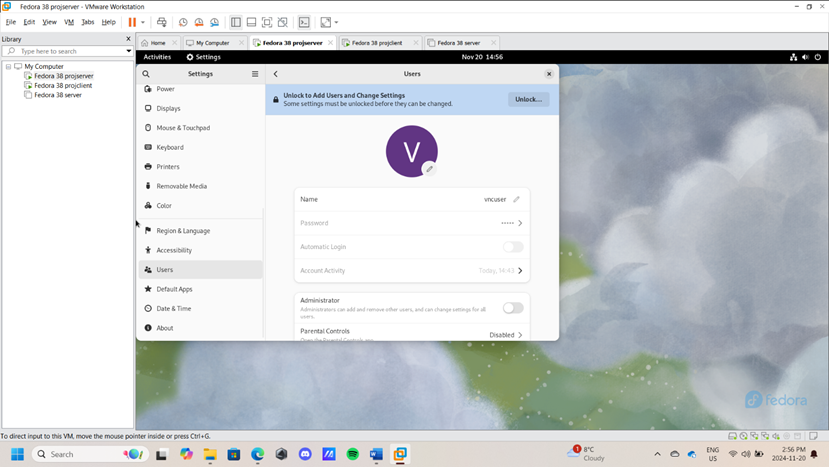 Fedora 38 projserver - VMware Workstation
File Edit View VM Tabs Help
Library
Type here to search
My Computer
Fedora 38 projserver
Fedora 38 projclient
Fedora 38 server
Home
My Computer
Fedora 38 projserver
Fedora 38 projclient
Fedora 38 server
Activities
Settings
Nov 20 14:56
Settings
Users
Power
Displays
Mouse & Touchpad
Keyboard
Printers
Removable Media
Color
Region & Language
Accessibility
Users
Default Apps
Date & Time
About
Unlock to Add Users and Change Settings
Some settings must be unlocked before they can be changed.
Unlock...
V
Name vncuser
Password •••••
Automatic Login
Account Activity Today, 14:43
Administrator
Administrators can add and remove other users, and can change settings for all
users.
Parental Controls Disabled
Open the Parental Controls app.
fedora
To direct input to this VM, move the mouse pointer inside or press Ctrl+G.
Search
1
8°C
Cloudy
ENG
US
2:56 PM
2024-11-20